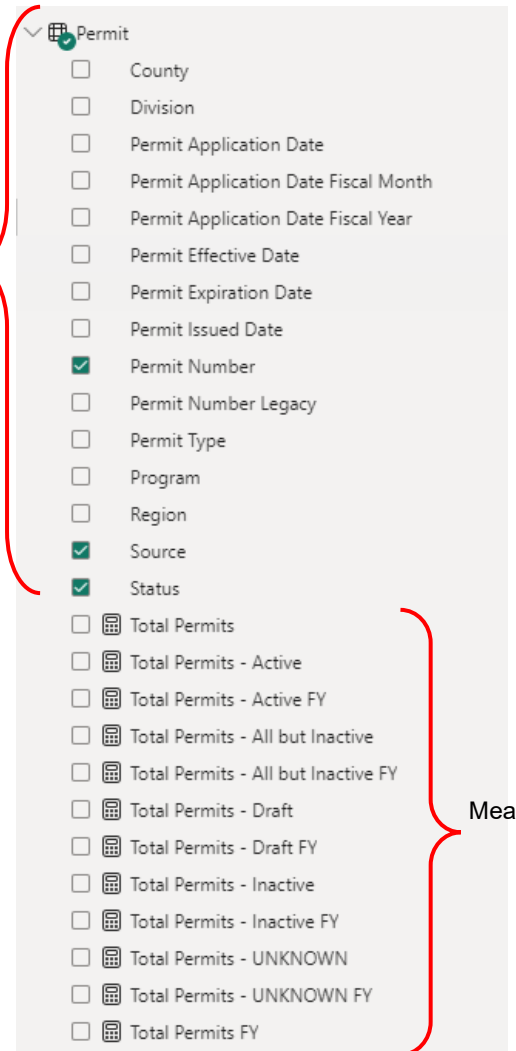 Permit
County
Division
Permit Application Date
Permit Application Date Fiscal Month
Permit Application Date Fiscal Year
Permit Effective Date
Permit Expiration Date
Permit Issued Date
Permit Number
Permit Number Legacy
Permit Type
Program
Region
Source
Status
Total Permits
Total Permits - Active
Total Permits - Active FY
Total Permits - All but Inactive
Total Permits - All but Inactive FY
Total Permits - Draft
Mea
Total Permits - Draft FY
Total Permits - Inactive
Total Permits - Inactive FY
Total Permits - UNKNOWN
Total Permits - UNKNOWN FY
Total Permits FY